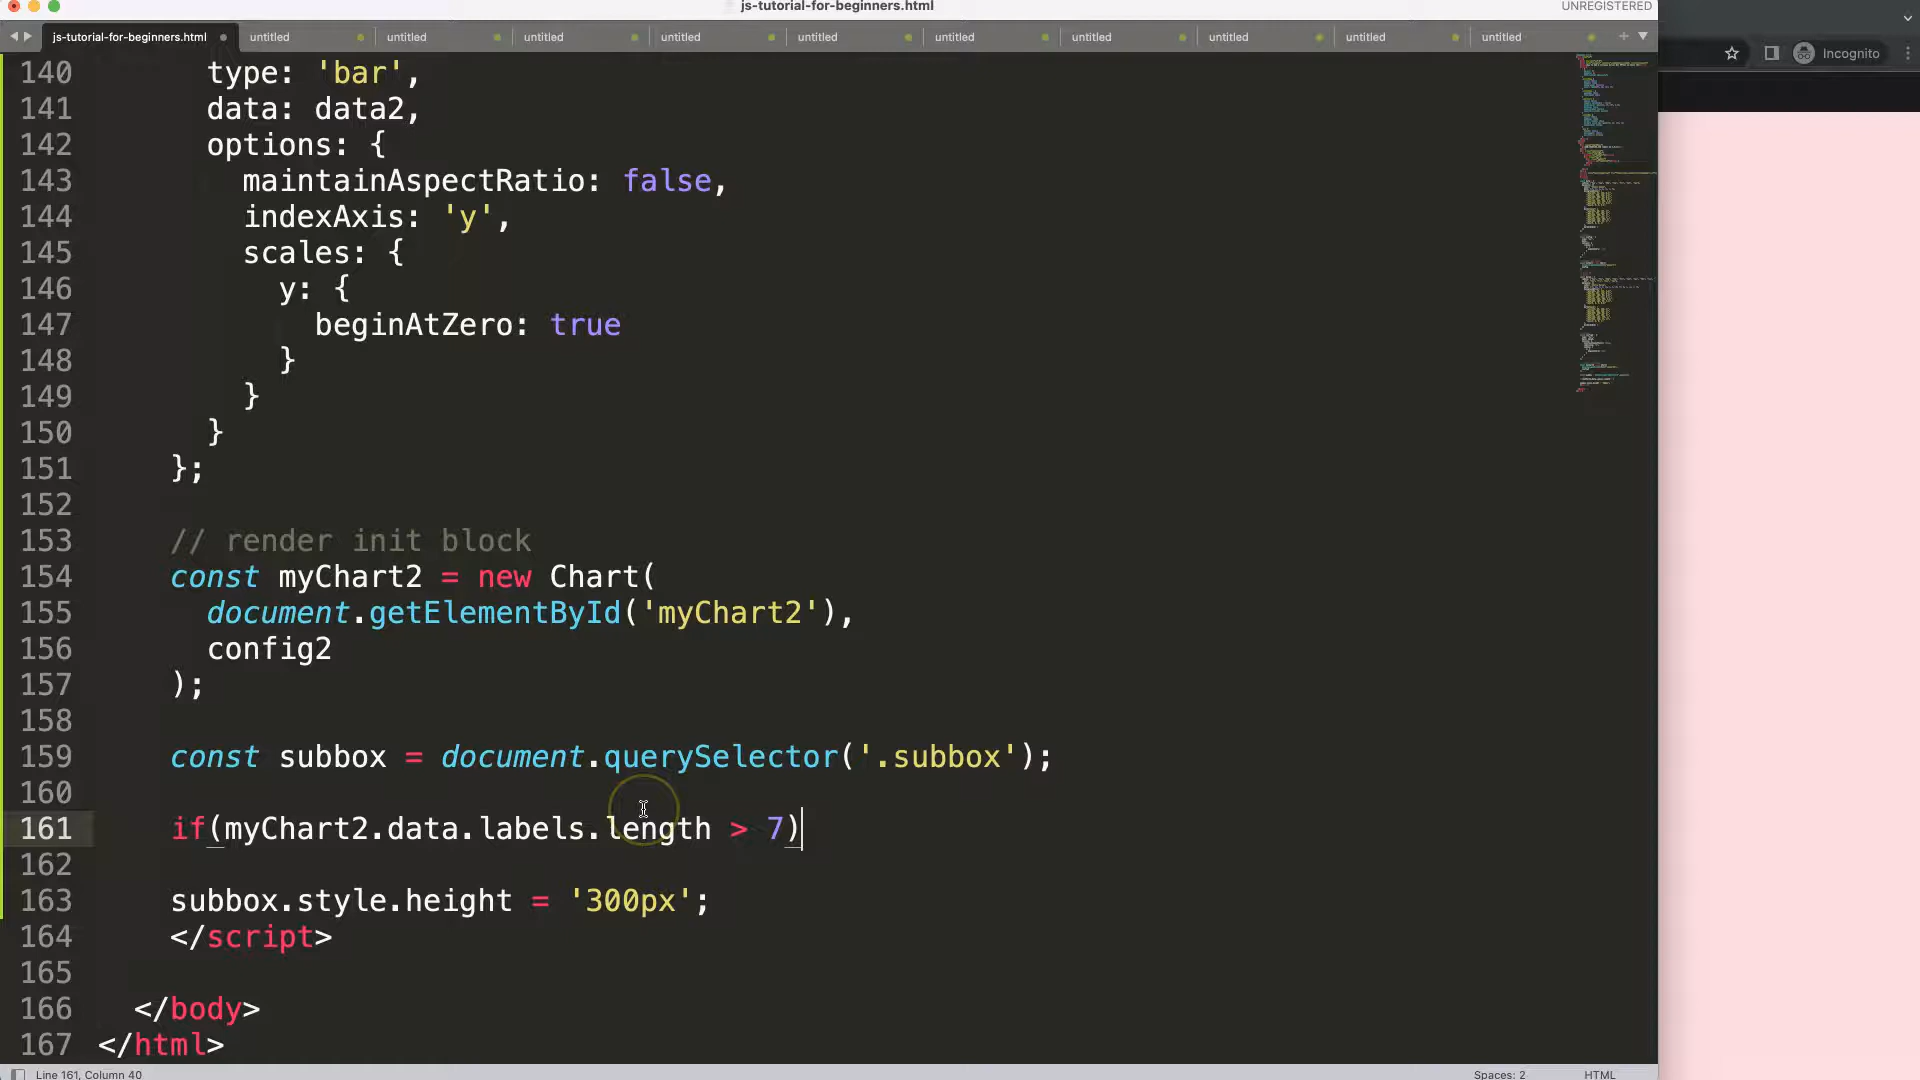 js-tutorial-for-beginners.html
UNREGISTERED
js-tutorial-for-beginners.html untitled untitled untitled untitled untitled untitled untitled untitled untitled untitled
Incognito
140 type: 'bar',
141 data: data2,
142 options: {
143 maintainAspectRatio: false,
144 indexAxis: 'y',
145 scales: {
146 y: {
147 beginAtZero: true
148 }
149 }
150 }
151 };
152
153 // render init block
154 const myChart2 = new Chart(
155 document.getElementById('myChart2'),
156 config2
157 );
158
159 const subbox = document.querySelector('.subbox');
160
161 if(myChart2.data.labels.length > 7)
162
163 subbox.style.height = '300px';
164 </script>
165
166 </body>
167 </html>
Line 161, Column 40
Spaces: 2
HTML